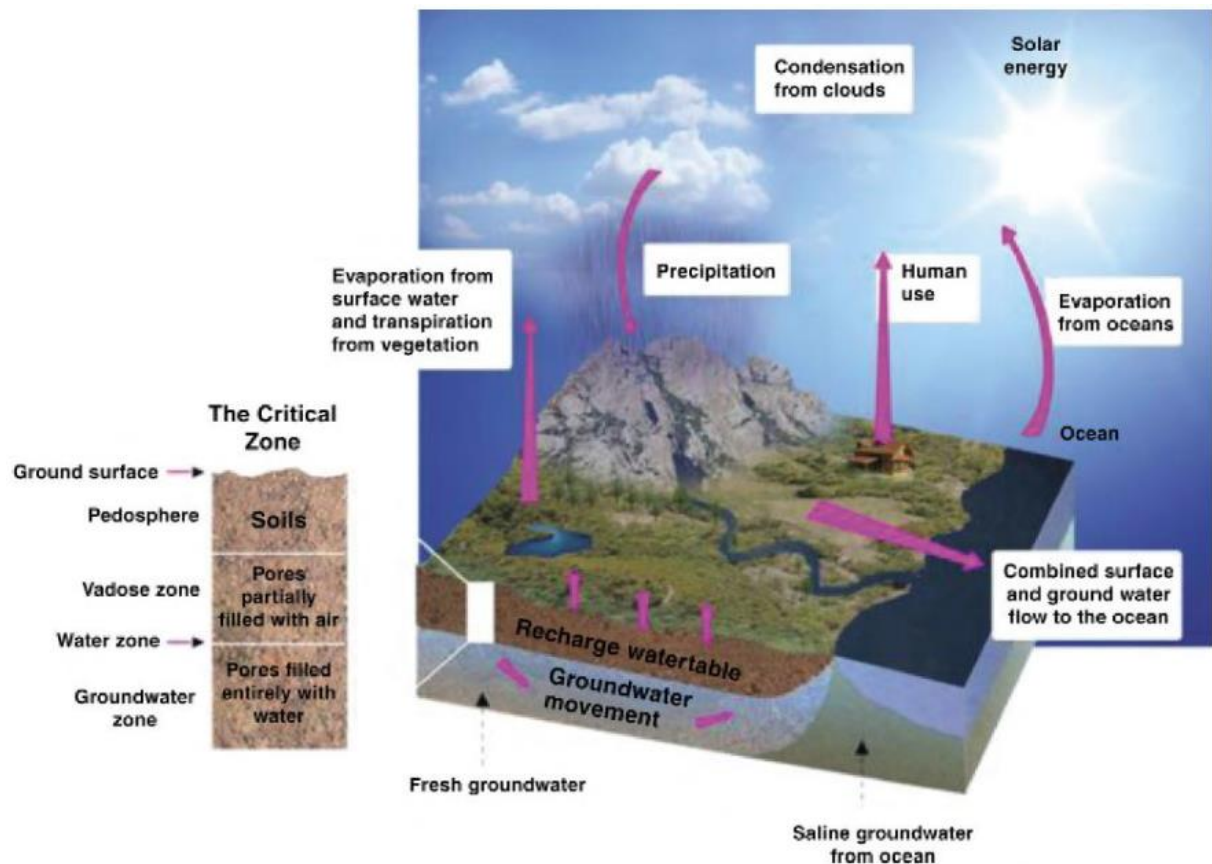 Solar
energy
Condensation
from clouds
Evaporation from
surface water
and transpiration
from vegetation
Precipitation
Human
use
Evaporation
from oceans
Ocean
The Critical
Zone
Ground surface
Pedosphere
Soils
Vadose zone
Pores
partially
filled with air
Water zone
Groundwater
zone
Pores filled
entirely with
water
Combined surface
and ground water
flow to the ocean
Recharge watertable
Groundwater
movement
Fresh groundwater
Saline groundwater
from ocean